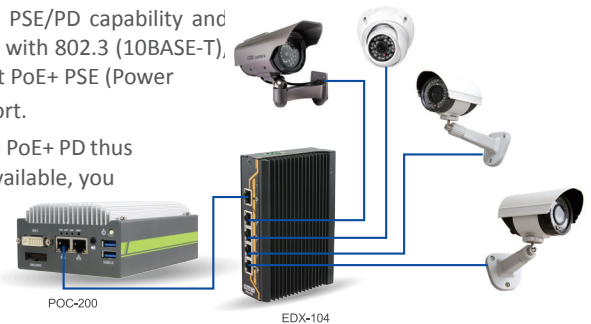 PSE/PD capability and
with 802.3 (10BASE-T),
t PoE+ PSE (Power
ort.
PoE+ PD thus
vailable, you
POC-200
EDX-104